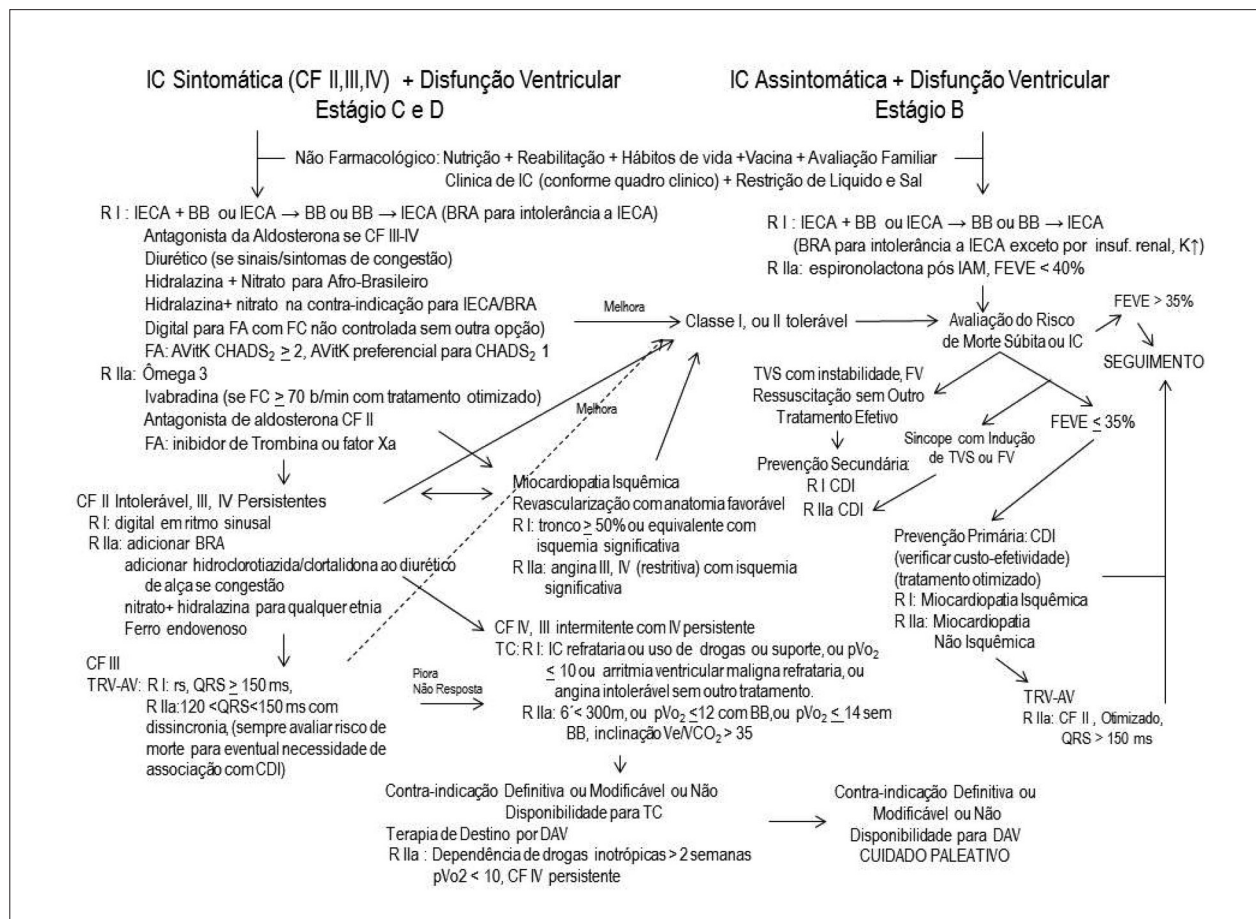 IC Sintomática (CF II,III,IV) + Disfunção Ventricular
Estágio C e D
IC Assintomática + Disfunção Ventricular
Estágio B
Não Farmacológico: Nutrição + Reabilitação + Hábitos de vida +Vacina + Avaliação Familiar
Clinica de IC (conforme quadro clinico) + Restrição de Líquido e Sal
R I : IECA + BB ou IECA → BB ou BB → IECA (BRA para intolerância a IECA)
Antagonista da Aldosterona se CF III-IV
Diurético (se sinais/sintomas de congestão)
Hidralazina + Nitrato para Afro-Brasileiro
Hidralazina+ nitrato na contra-indicação para IECA/BRA
Digital para FA com FC não controlada sem outra opção)
FA: AVitK CHADS₂ ≥ 2, AVitK preferencial para CHADS₂ 1
R IIa: Ômega 3
Ivabradina (se FC ≥ 70 b/min com tratamento otimizado)
Antagonista de aldosterona CF II
FA: inibidor de Trombina ou fator Xa
R I : IECA + BB ou IECA → BB ou BB → IECA
(BRA para intolerância a IECA exceto por insuf. renal, K↑)
R IIa: espironolactona pós IAM, FEVE < 40%
Melhora
Classe I, ou II tolerável
Avaliação do Risco
de Morte Súbita ou IC
FEVE > 35%
SEGUIMENTO
TVS com instabilidade, FV
Ressuscitação sem Outro
Tratamento Efetivo
Síncope com Indução
de TVS ou FV
FEVE ≤ 35%
Prevenção Secundária:
R I CDI
R IIa CDI
Melhora
CF II Intolerável, III, IV Persistentes
R I: digital em ritmo sinusal
R IIa: adicionar BRA
adicionar hidroclorotiazida/clortalidona ao diurético
de alça se congestão
nitrato+ hidralazina para qualquer etnia
Ferro endovenoso
Miocardiopatia Isquêmica
Revascularização com anatomia favorável
R I: tronco ≥ 50% ou equivalente com
isquemia significativa
R IIa: angina III, IV (restritiva) com isquemia
significativa
Prevenção Primária: CDI
(verificar custo-efetividade)
(tratamento otimizado)
R I: Miocardiopatia Isquêmica
R IIa: Miocardiopatia
Não Isquêmica
CF III
TRV-AV: R I: rs, QRS ≥ 150 ms,
R IIa:120 <QRS<150 ms com
dissincronia, (sempre avaliar risco de
morte para eventual necessidade de
associação com CDI)
Piora
Não Resposta
CF IV, III intermitente com IV persistente
TC: R I: IC refrataria ou uso de drogas ou suporte, ou pVo₂
≤ 10 ou arritmia ventricular maligna refrataria, ou
angina intolerável sem outro tratamento.
R IIa: 6´< 300m, ou pVo₂ ≤12 com BB,ou pVo₂ ≤ 14 sem
BB, inclinação Ve/VCO₂ > 35
TRV-AV
R IIa: CF II , Otimizado,
QRS > 150 ms
Contra-indicação Definitiva ou Modificável ou Não
Disponibilidade para TC
Terapia de Destino por DAV
R IIa : Dependência de drogas inotrópicas > 2 semanas
pVo2 < 10, CF IV persistente
Contra-indicação Definitiva ou
Modificável ou Não
Disponibilidade para DAV
CUIDADO PALEATIVO